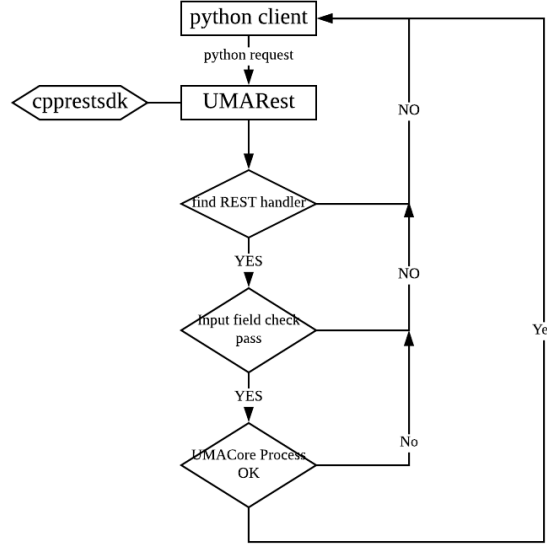 python client
python request
cpprestsdk
UMARest
NO
find REST handler
YES
NO
Input field check
pass
Ye
YES
No
UMACore Process
OK